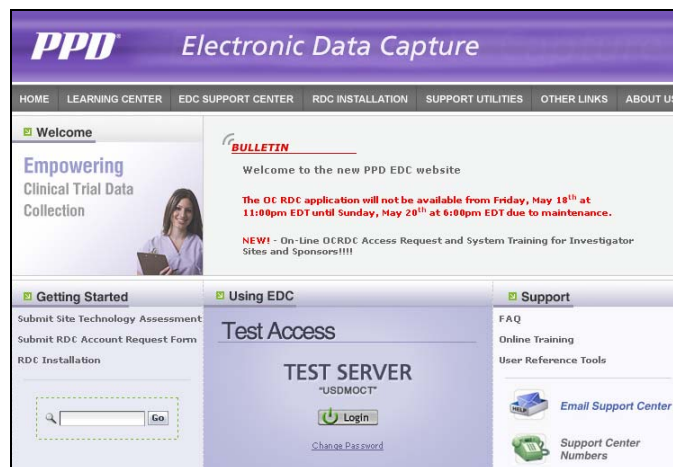 PPD® Electronic Data Capture
HOME LEARNING CENTER EDC SUPPORT CENTER RDC INSTALLATION SUPPORT UTILITIES OTHER LINKS ABOUT US
Welcome
Empowering
Clinical Trial Data
Collection
BULLETIN
Welcome to the new PPD EDC website
The OC RDC application will not be available from Friday, May 18th at
11:00pm EDT until Sunday, May 20th at 6:00pm EDT due to maintenance.
NEW! - On-Line OCRDC Access Request and System Training for Investigator
Sites and Sponsors!!!!
Getting Started
Submit Site Technology Assessment
Submit RDC Account Request Form
RDC Installation
Go
Using EDC
Test Access
TEST SERVER
"USDMOCT"
Login
Change Password
Support
FAQ
Online Training
User Reference Tools
HELP
Email Support Center
Support Center
Numbers